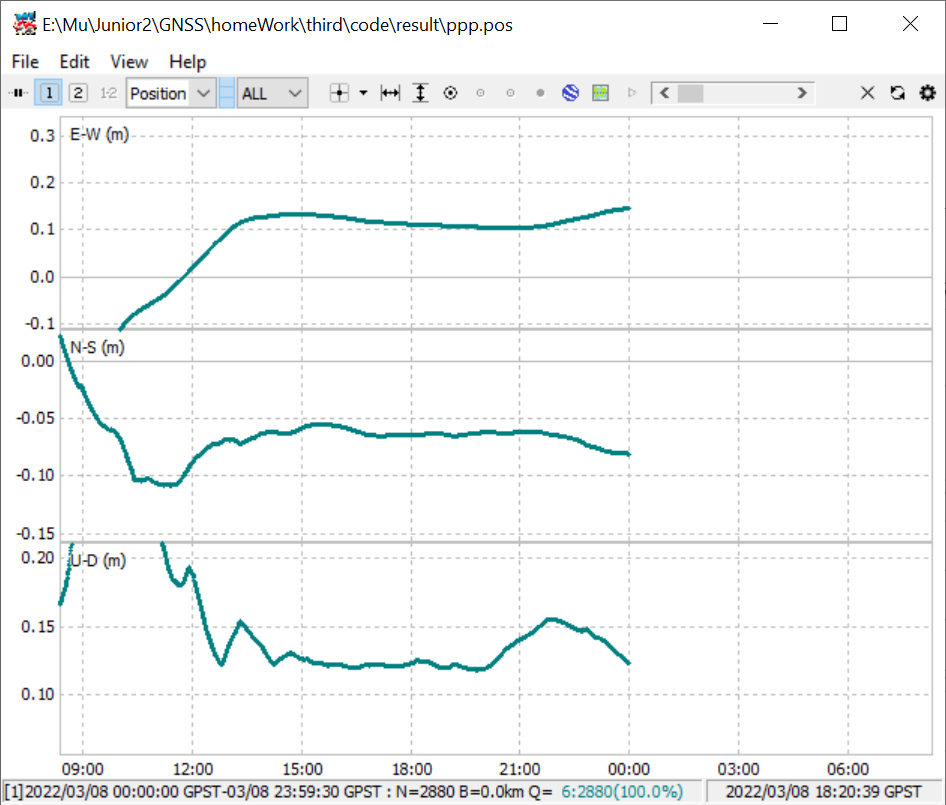 E:\Mu\Junior2\GNSS\homeWork\third\code\result\ppp.pos
File Edit View Help
1 2 1-2 Position ALL
E-W (m)
0.3
0.2
0.1
0.0
-0.1
N-S (m)
0.00
-0.05
-0.10
-0.15
U-D (m)
0.20
0.15
0.10
09:00 12:00 15:00 18:00 21:00 00:00 03:00 06:00
[1]2022/03/08 00:00:00 GPST-03/08 23:59:30 GPST : N=2880 B=0.0km Q= 6:2880(100.0%) 2022/03/08 18:20:39 GPST